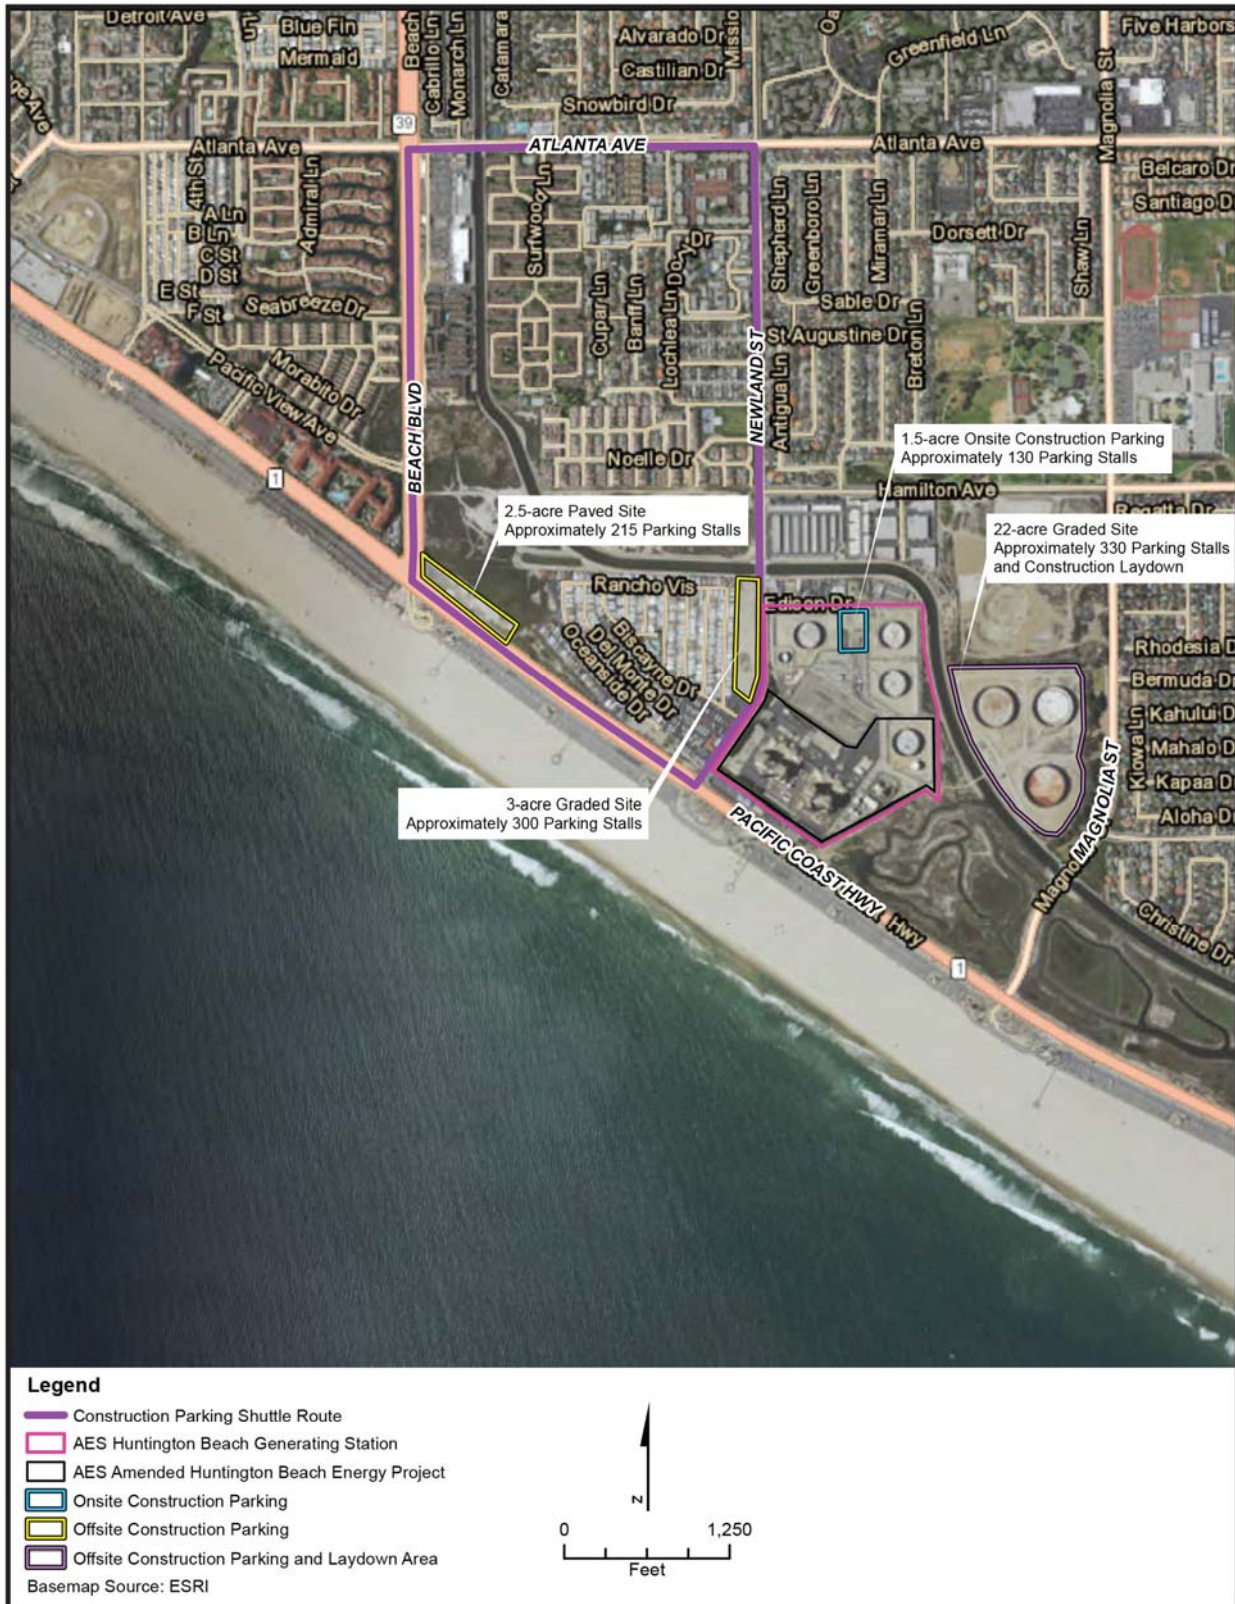 Detroit Ave
Blue Fin
Mermaid
Beach
Cabrillo Ln
Monarch Ln
Catamara
Alvarado Dr
Castilian Dr
Missio
Snowbird Dr
Oa
Greenfield Ln
Magnolia St
Five Harbors
39
Atlanta Ave
ATLANTA AVE
Atlanta Ave
Belcaro Dr
Santiago D
4th St
A Ln
B Ln
C St
D St
E St
F St
Admiral Ln
Seabreeze Dr
Surfwood Ln
Cupar Ln
Banff Ln
Lochlea Ln
Shepherd Ln
Greenboro Ln
Miramar Ln
Dorsett Dr
Shaw Ln
Sable Dr
St Augustine Dr
Breton Ln
Antigua Ln
Morabito Dr
Pacific View Ave
BEACH BLVD
NEWLAND ST
Noelle Dr
1
1.5-acre Onsite Construction Parking
Approximately 130 Parking Stalls
Hamilton Ave
Regatta Dr
2.5-acre Paved Site
Approximately 215 Parking Stalls
22-acre Graded Site
Approximately 330 Parking Stalls
and Construction Laydown
Rancho Vis
Edison Dr
Biscayne Dr
Del Monte Dr
Oceanside Dr
Rhodesia D
Bermuda Dr
Kahului D
Mahalo D
Kapaa Dr
Aloha Dr
Kiowa Ln
MAGNOLIA ST
Magno
3-acre Graded Site
Approximately 300 Parking Stalls
PACIFIC COAST HWY
Hwy
Christine Dr
1
Legend
Construction Parking Shuttle Route
AES Huntington Beach Generating Station
AES Amended Huntington Beach Energy Project
Onsite Construction Parking
Offsite Construction Parking
Offsite Construction Parking and Laydown Area
Basemap Source: ESRI
N
0 1,250
Feet